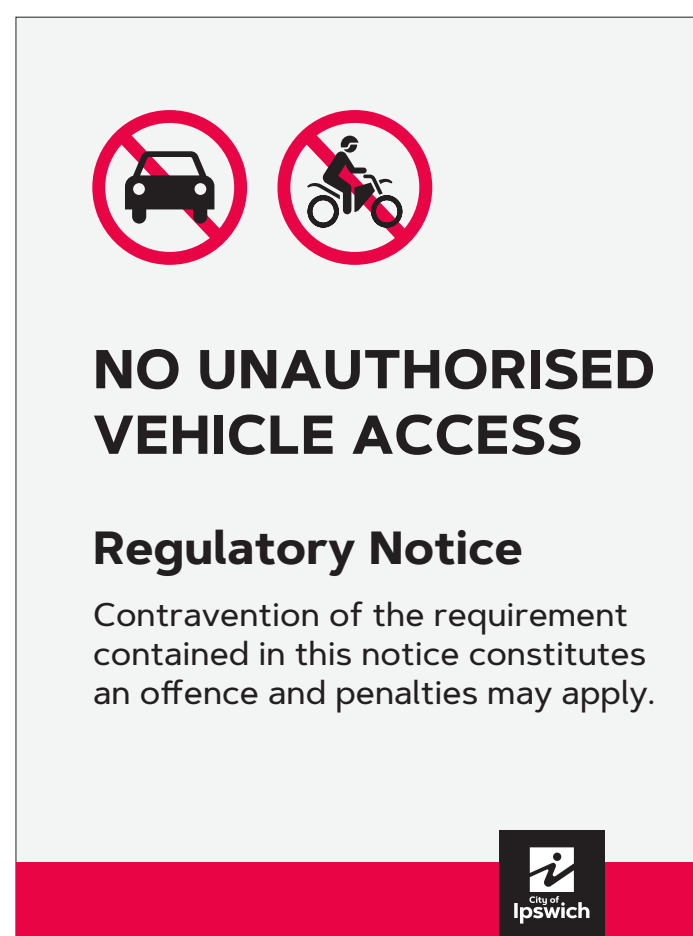 NO UNAUTHORISED
VEHICLE ACCESS
Regulatory Notice
Contravention of the requirement
contained in this notice constitutes
an offence and penalties may apply.
City of
Ipswich